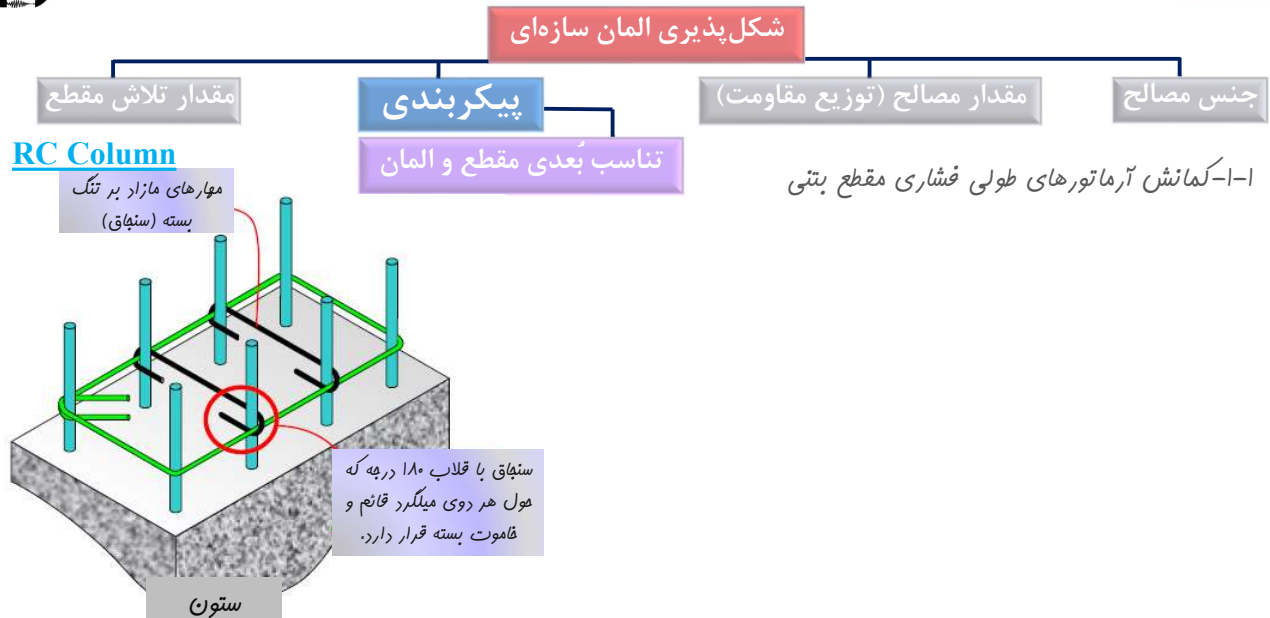 شکل‌پذیری المان سازه‌ای
جنس مصالح
مقدار مصالح (توزیع مقاومت)
پیکربندی
مقدار تلاش مقطع
تناسب بُعدی مقطع و المان
۱-۱-کمانش آرماتورهای طولی فشاری مقطع بتنی
RC Column
مهارهای مازاد بر تنگ
بسته (سنجاق)
سنجاق با قلاب ۱۸۰ درجه که
حول هر دوی میلگرد قائم و
خاموت بسته قرار دارد.
ستون